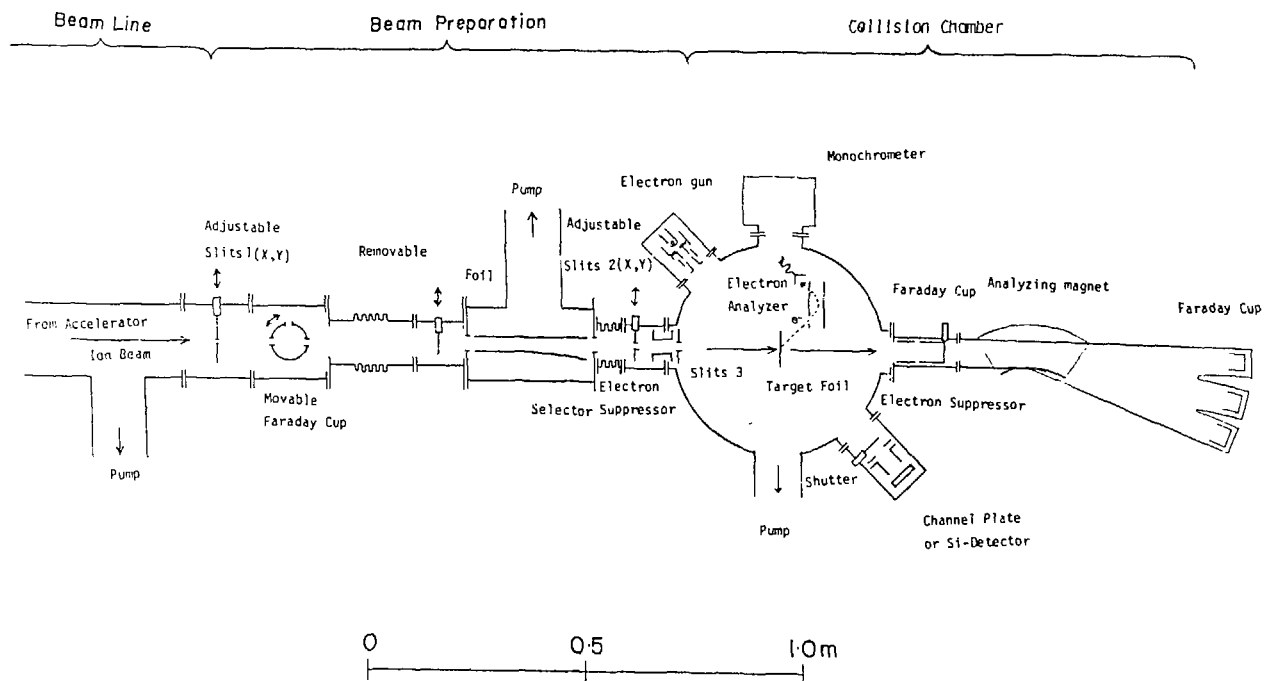 Beam Line
Beam Preparation
Collision Chamber
Monochrometer
Electron gun
Pump
Adjustable
Slits 1(X,Y)
Removable
Foil
Adjustable
Slits 2(X,Y)
Electron
Analyzer
e⁻
e⁻
Faraday Cup
Analyzing magnet
Faraday Cup
From Accelerator
Ion Beam
Slits 3
Target Foil
Movable
Faraday Cup
Electron
Selector Suppressor
Electron Suppressor
Pump
Shutter
Pump
Channel Plate
or Si-Detector
0
0.5
1.0m